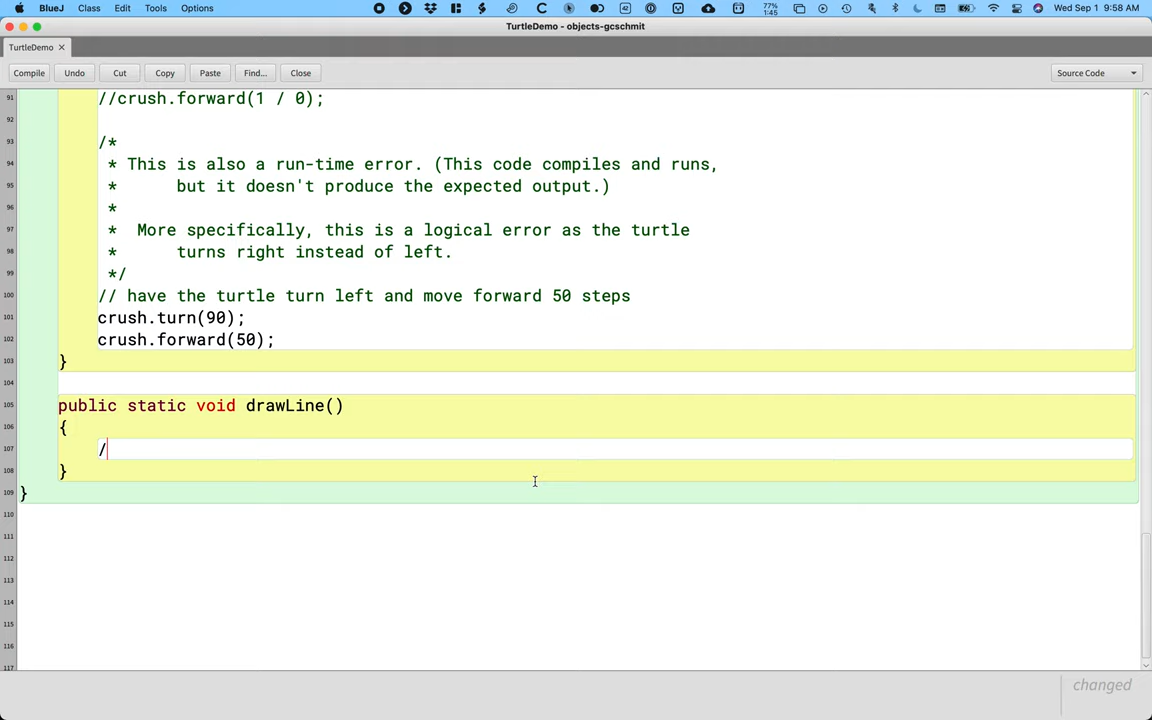 BlueJ Class Edit Tools Options 42 77% 1:45 Wed Sep 1 9:58 AM
TurtleDemo - objects-gcschmit
TurtleDemo ×
Compile Undo Cut Copy Paste Find... Close Source Code
91 //crush.forward(1 / 0);
92
93 /*
94 * This is also a run-time error. (This code compiles and runs,
95 * but it doesn't produce the expected output.)
96 *
97 * More specifically, this is a logical error as the turtle
98 * turns right instead of left.
99 */
100 // have the turtle turn left and move forward 50 steps
101 crush.turn(90);
102 crush.forward(50);
103 }
104
105 public static void drawLine()
106 {
107 /
108 }
109 }
110
111
112
113
114
115
116
117
changed